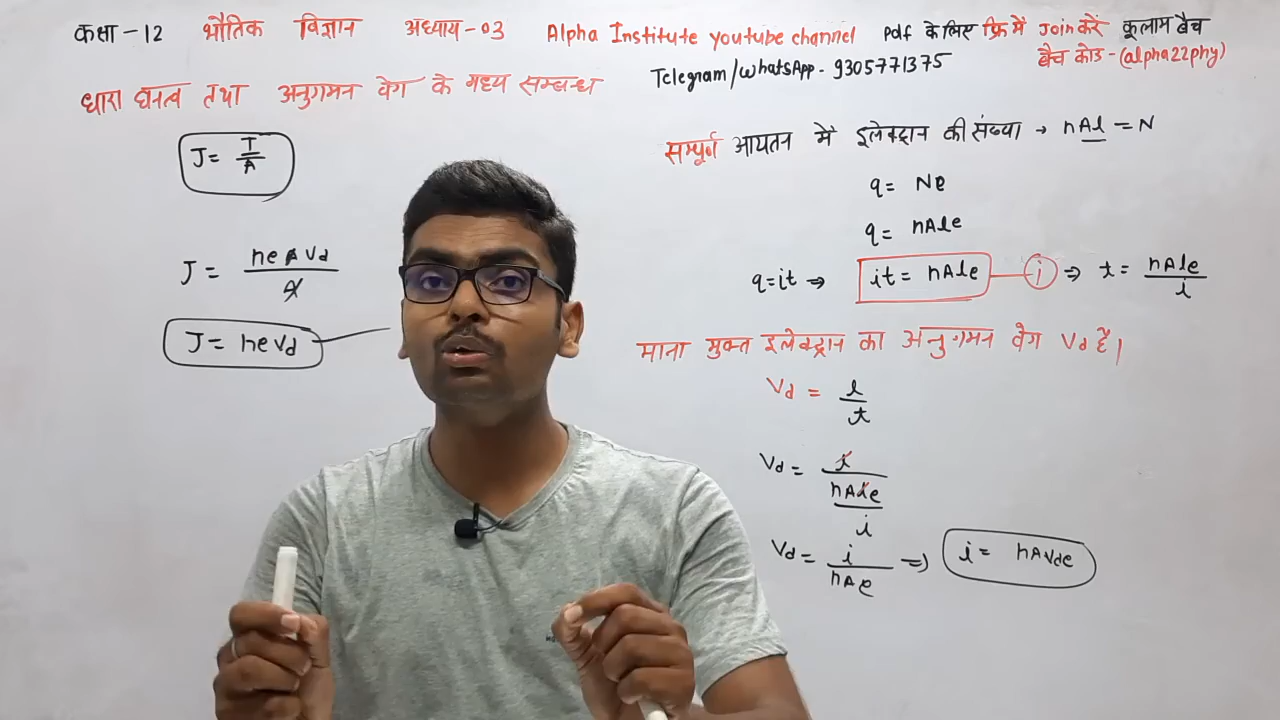 कक्षा-12 भौतिक विज्ञान अध्याय-03 Alpha Institute youtube channel Pdf के लिए फ्रि में Join करें कूलाम बैच
Telegram/WhatsApp - 9305771375 बैच कोड-(alpha22phy)
धारा घनत्व तथा अनुगमन वेग के मध्य सम्बन्ध
J = I/A
J = neAVd/A
J = neVd
सम्पूर्ण आयतन में इलेक्ट्रान की संख्या → nAl = N
q = Ne
q = nAle
q=it ⇒ it = nAle — i ⇒ t = nAle/i
माना मुक्त इलेक्ट्रान का अनुगमन वेग Vd है।
Vd = l/t
Vd = l/nAle/i
Vd = i/nAe ⇒ i = nAVde